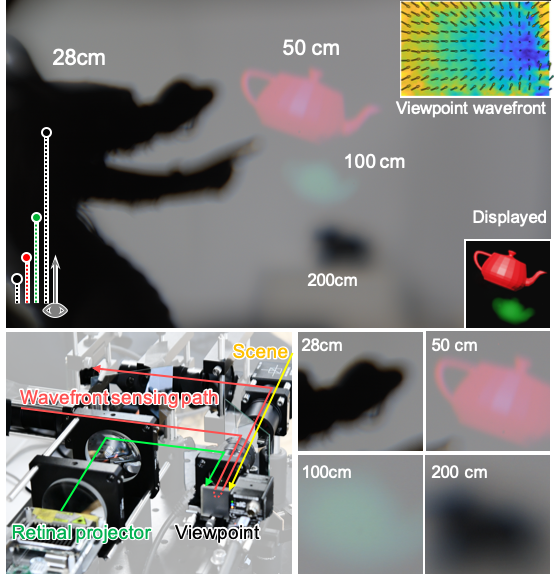 28cm
50 cm
Viewpoint wavefront
100 cm
Displayed
200cm
Scene
Wavefront sensing path
Retinal projector
Viewpoint
28cm
50 cm
100cm
200 cm